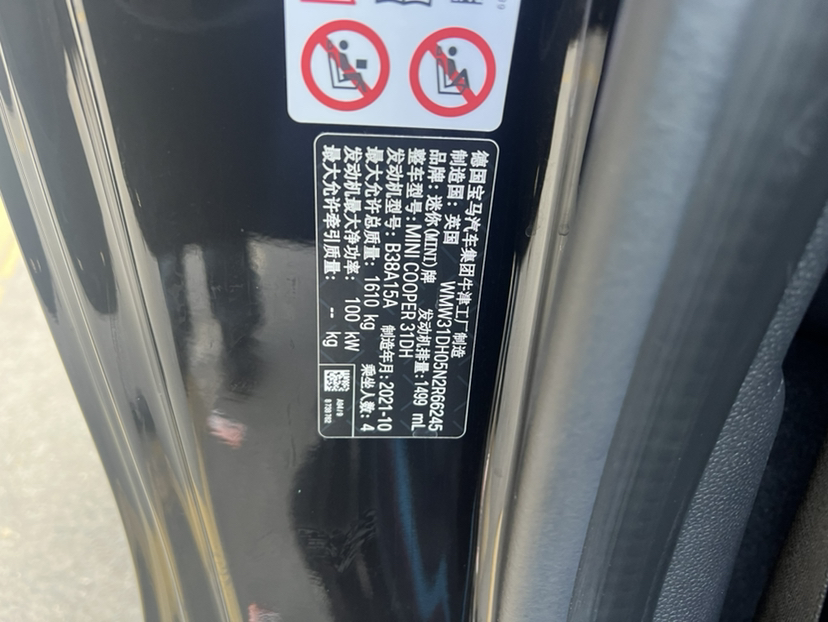 德国宝马汽车集团牛津工厂制造
制造国：英国 WMW31DH05N2R66245
品牌：迷你(MINI)牌 发动机排量：1499 mL
整车型号：MINI COOPER 31DH
发动机型号：B38A15A 制造年月：2021-10
最大允许总质量：1610 kg 乘坐人数：4
发动机最大净功率：100 kW
最大允许牵引质量：-- kg